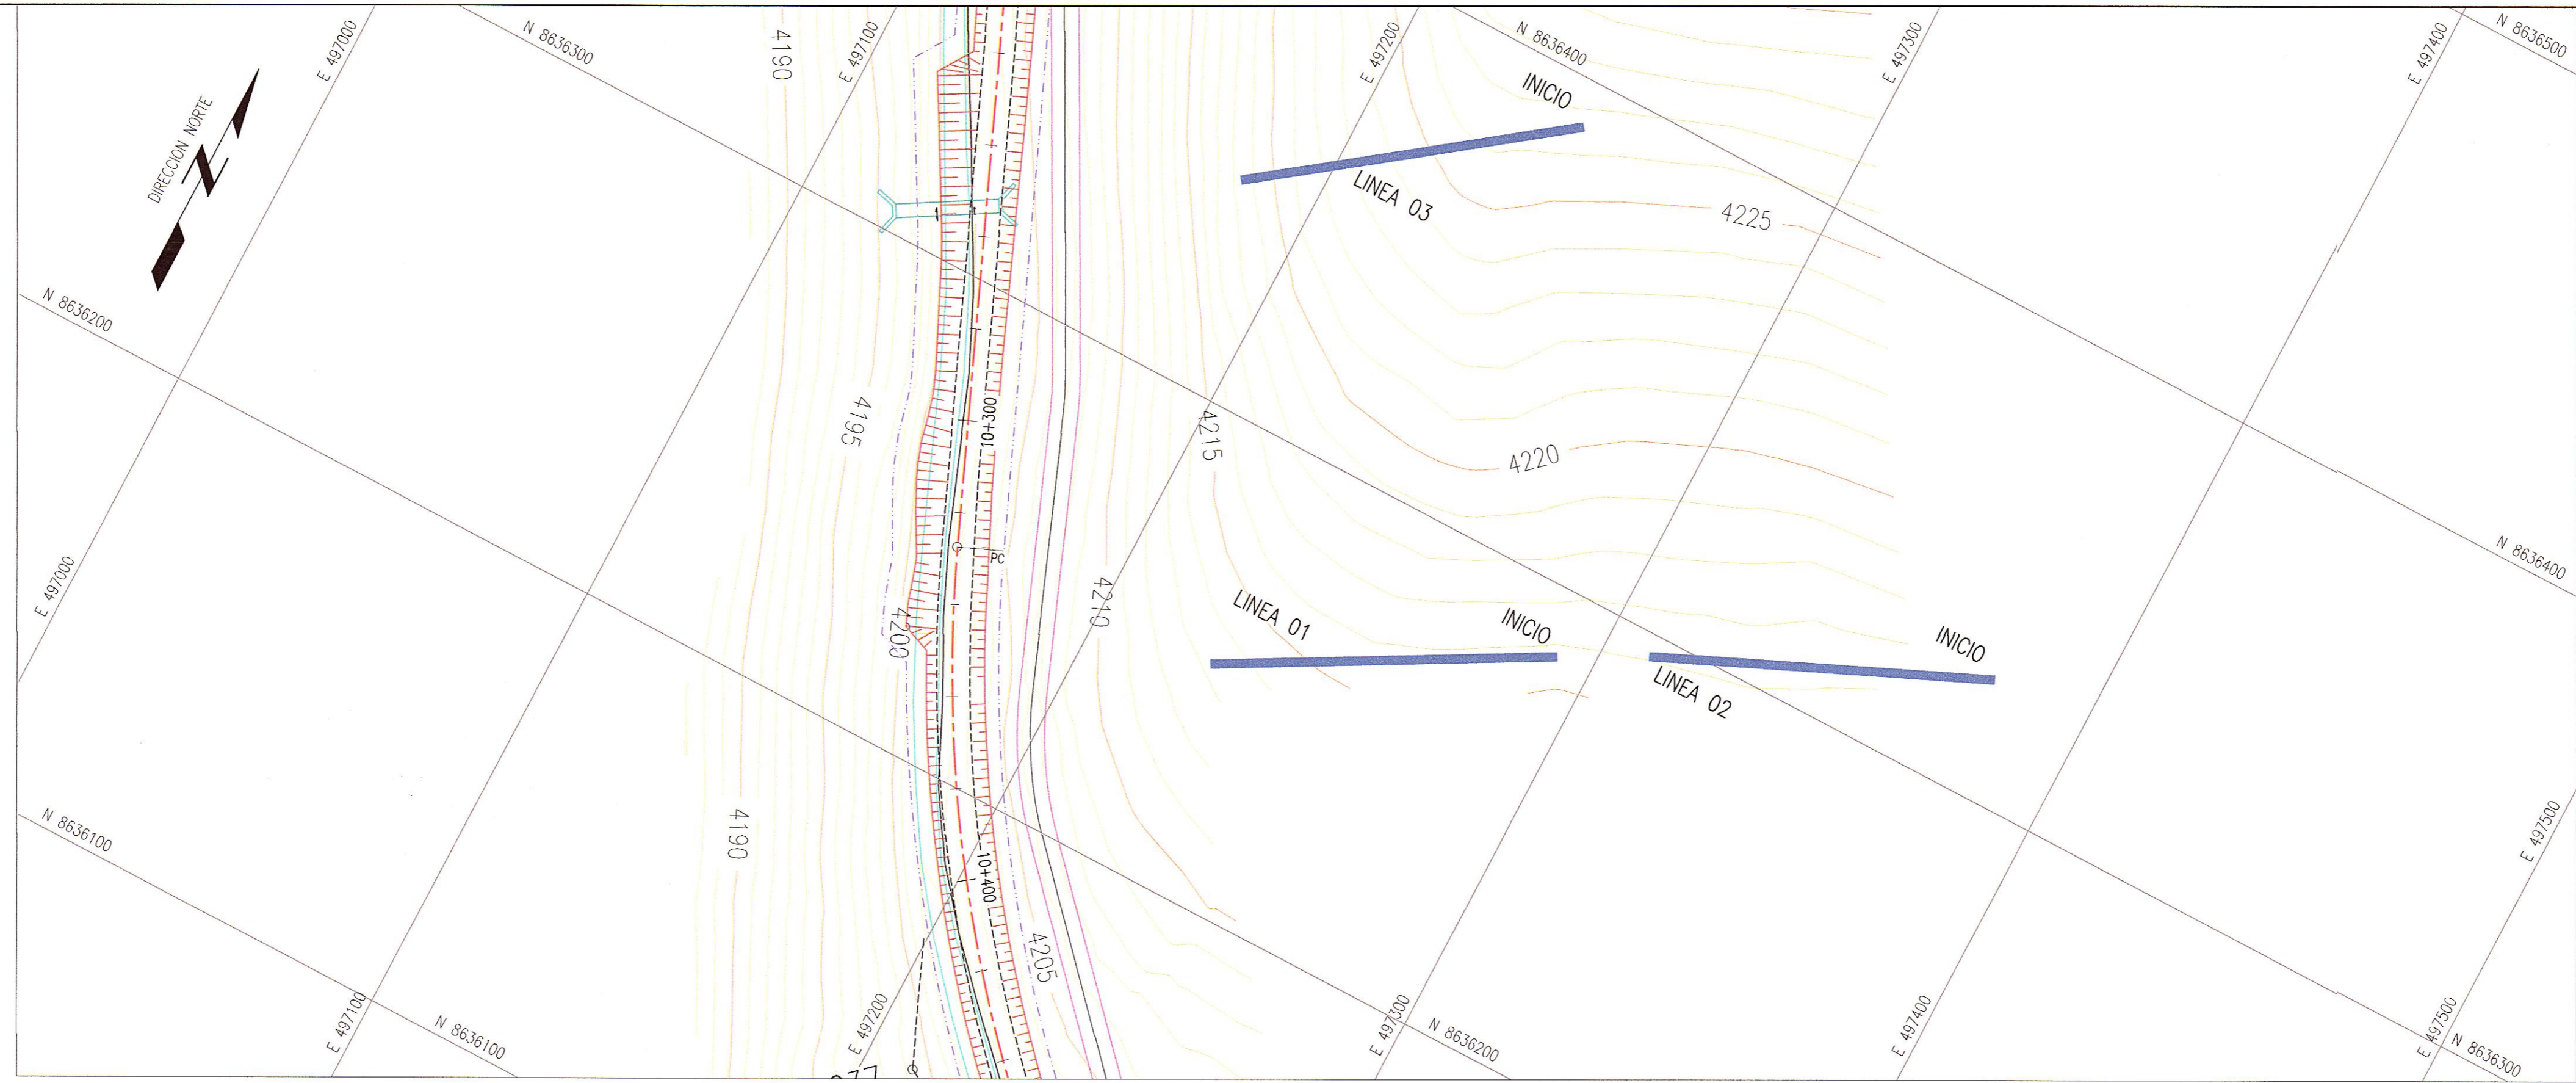 E 497000
N 8636300
4190
E 497100
E 497200
N 8636400
E 497300
E 497400
N 8636500
DIRECCION NORTE
N
INICIO
LINEA 03
4225
N 8636200
10+300
4195
4215
4220
PC
E 497000
4200
4210
LINEA 01
INICIO
INICIO
LINEA 02
N 8636400
N 8636100
4190
10+400
4205
E 497500
E 497100
N 8636100
E 497200
E 497300
N 8636200
E 497400
E 497500
N 8636300